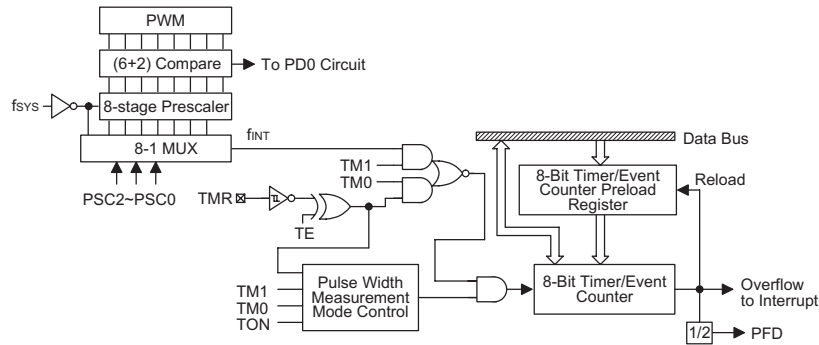 PWM
(6+2) Compare
To PD0 Circuit
fSYS
8-stage Prescaler
8-1 MUX
fINT
PSC2~PSC0
TM1
TM0
TMR
TE
Data Bus
8-Bit Timer/Event
Counter Preload
Register
Reload
TM1
TM0
TON
Pulse Width
Measurement
Mode Control
8-Bit Timer/Event
Counter
Overflow
to Interrupt
1/2
PFD